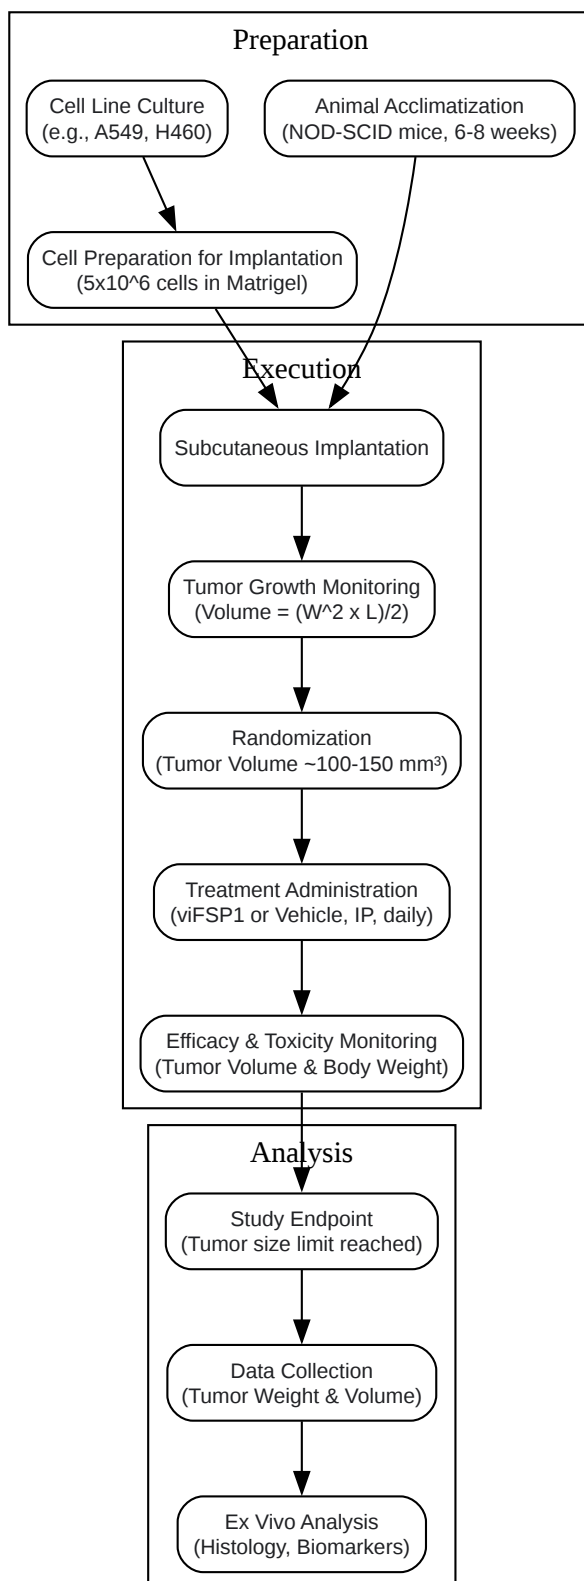 Preparation
Cell Line Culture
(e.g., A549, H460)
Animal Acclimatization
(NOD-SCID mice, 6-8 weeks)
Cell Preparation for Implantation
(5x10^6 cells in Matrigel)
Execution
Subcutaneous Implantation
Tumor Growth Monitoring
(Volume = (W^2 x L)/2)
Randomization
(Tumor Volume ~100-150 mm³)
Treatment Administration
(viFSP1 or Vehicle, IP, daily)
Efficacy & Toxicity Monitoring
(Tumor Volume & Body Weight)
Analysis
Study Endpoint
(Tumor size limit reached)
Data Collection
(Tumor Weight & Volume)
Ex Vivo Analysis
(Histology, Biomarkers)